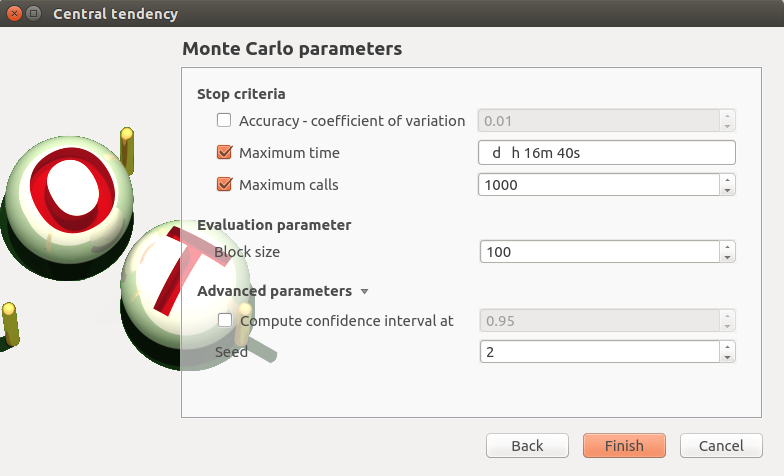 Central tendency
Monte Carlo parameters
Stop criteria
Accuracy - coefficient of variation 0.01
Maximum time d h 16m 40s
Maximum calls 1000
Evaluation parameter
Block size 100
Advanced parameters
Compute confidence interval at 0.95
Seed 2
Back Finish Cancel